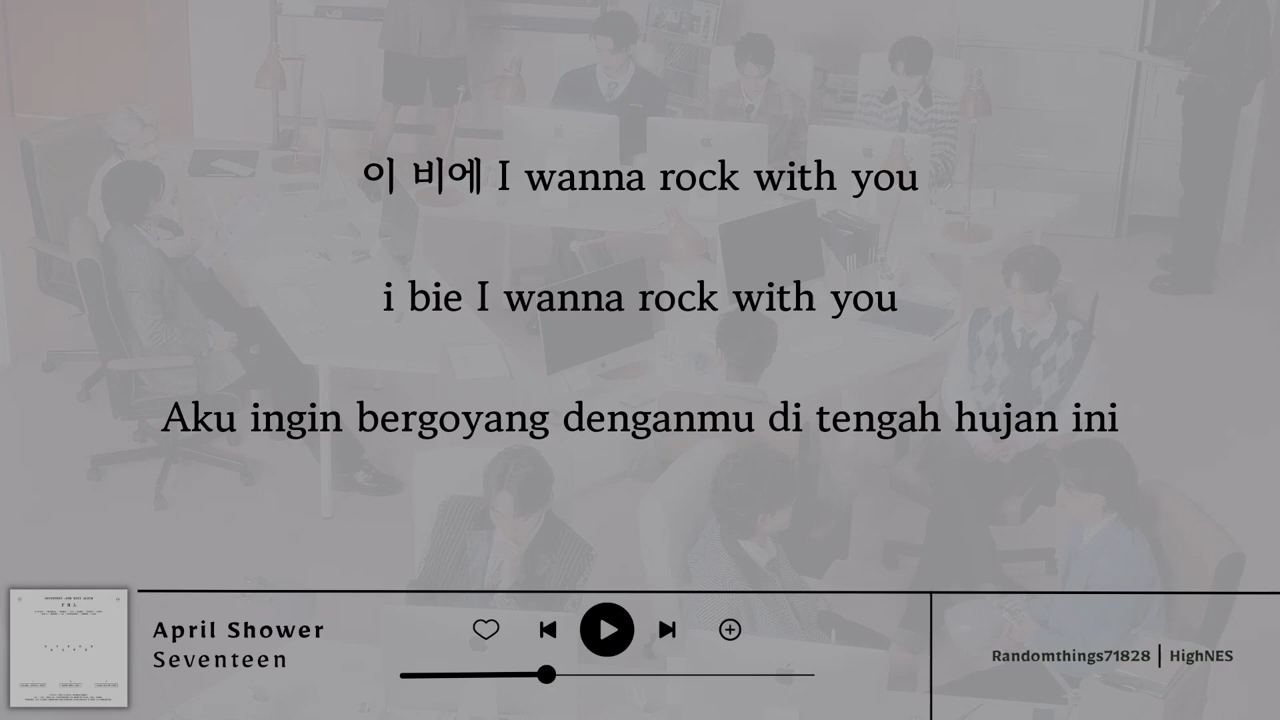 이 비에 I wanna rock with you
i bie I wanna rock with you
Aku ingin bergoyang denganmu di tengah hujan ini
April Shower
Seventeen
Randomthings71828 | HighNES